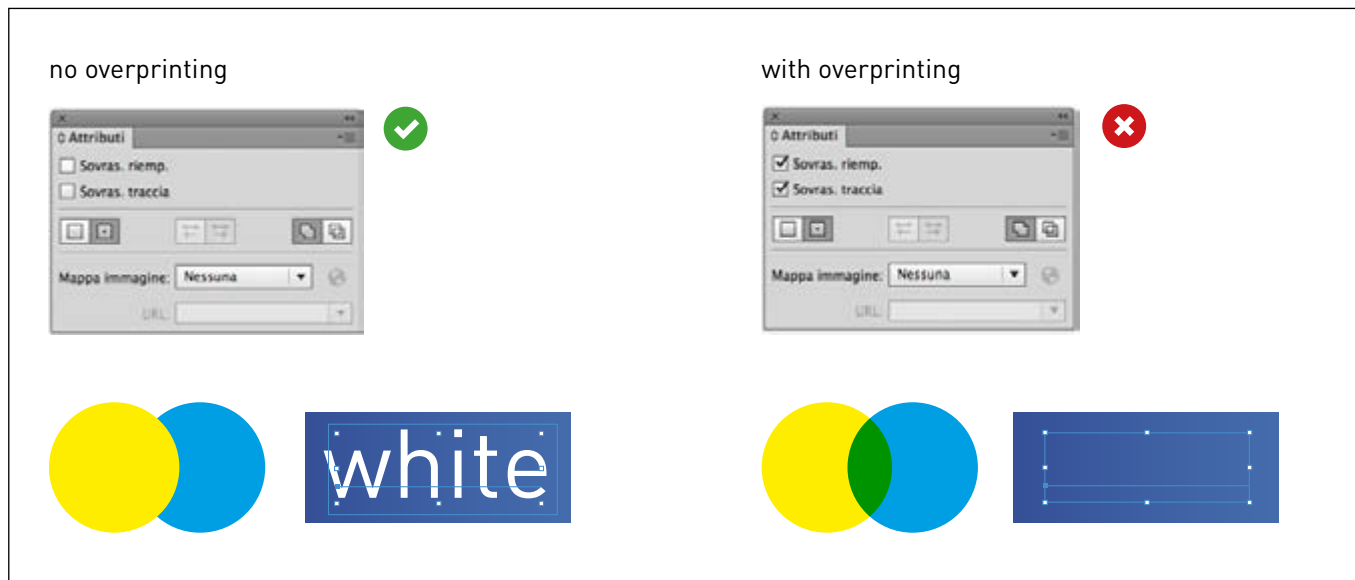 no overprinting
Attributi
Sovras. riemp.
Sovras. traccia
Mappa immagine: Nessuna
URL:
white
with overprinting
Attributi
Sovras. riemp.
Sovras. traccia
Mappa immagine: Nessuna
URL: